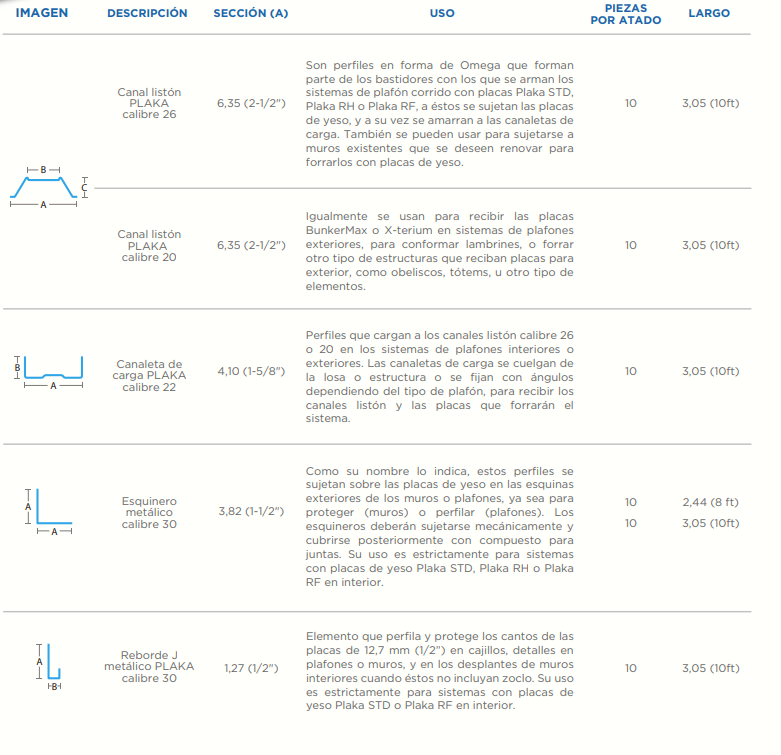 IMAGEN DESCRIPCIÓN SECCIÓN (A) USO PIEZAS POR ATADO LARGO
Canal listón
PLAKA
calibre 26
6,35 (2-1/2")
Son perfiles en forma de Omega que forman
parte de los bastidores con los que se arman los
sistemas de plafón corrido con placas Plaka STD,
Plaka RH o Plaka RF, a éstos se sujetan las placas
de yeso, y a su vez se amarran a las canaletas de
carga. También se pueden usar para sujetarse a
muros existentes que se deseen renovar para
forrarlos con placas de yeso.
10
3,05 (10ft)
B
C
A
Canal listón
PLAKA
calibre 20
6,35 (2-1/2")
Igualmente se usan para recibir las placas
BunkerMax o X-terium en sistemas de plafones
exteriores, para conformar lambrines, o forrar
otro tipo de estructuras que reciban placas para
exterior, como obeliscos, tótems, u otro tipo de
elementos.
10
3,05 (10ft)
B
A
Canaleta de
carga PLAKA
calibre 22
4,10 (1-5/8")
Perfiles que cargan a los canales listón calibre 26
o 20 en los sistemas de plafones interiores o
exteriores. Las canaletas de carga se cuelgan de
la losa o estructura o se fijan con ángulos
dependiendo del tipo de plafón, para recibir los
canales listón y las placas que forrarán el
sistema.
10
3,05 (10ft)
A
A
Esquinero
metálico
calibre 30
3,82 (1-1/2")
Como su nombre lo indica, estos perfiles se
sujetan sobre las placas de yeso en las esquinas
exteriores de los muros o plafones, ya sea para
proteger (muros) o perfilar (plafones). Los
esquineros deberán sujetarse mecánicamente y
cubrirse posteriormente con compuesto para
juntas. Su uso es estrictamente para sistemas
con placas de yeso Plaka STD, Plaka RH o Plaka
RF en interior.
10 2,44 (8 ft)
10 3,05 (10ft)
A
B
Reborde J
metálico PLAKA
calibre 30
1,27 (1/2")
Elemento que perfila y protege los cantos de las
placas de 12,7 mm (1/2") en cajillos, detalles en
plafones o muros, y en los desplantes de muros
interiores cuando éstos no incluyan zoclo. Su uso
es estrictamente para sistemas con placas de
yeso Plaka STD o Plaka RF en interior.
10
3,05 (10ft)